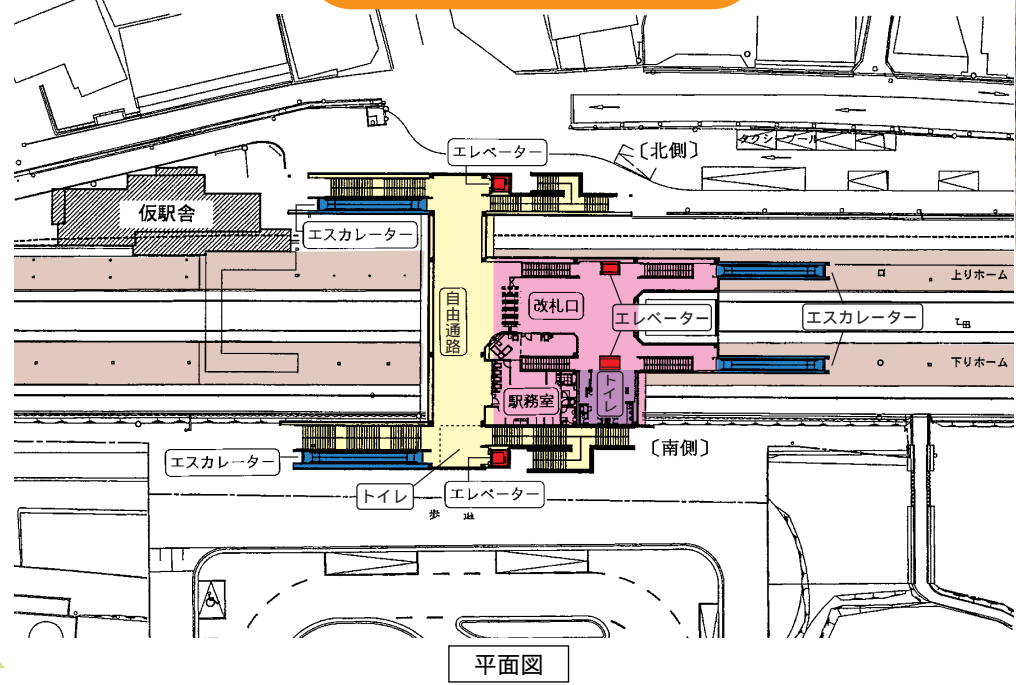 タクシープール
エレベーター
〔北側〕
仮駅舎
エスカレーター
上りホーム
自由通路
改札口
エレベーター
エスカレーター
下りホーム
トイレ
駅務室
〔南側〕
エスカレーター
トイレ
エレベーター
歩道
平面図